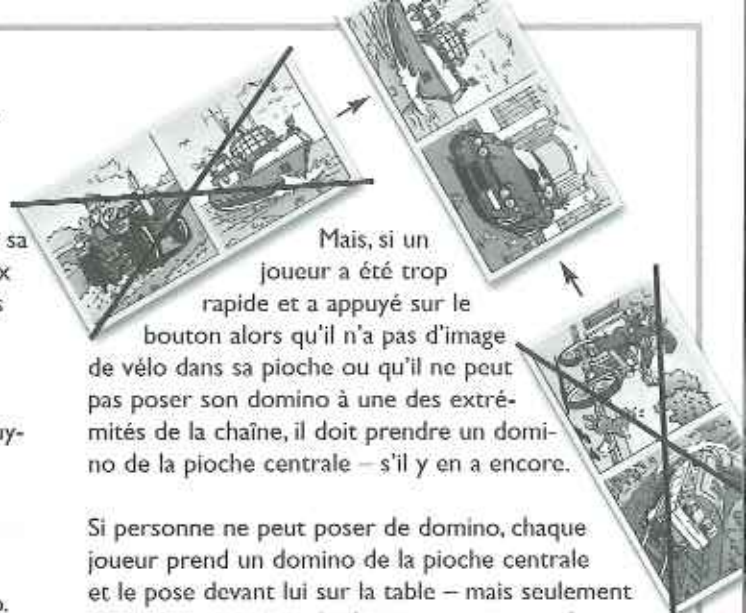 sa
x
s
uy-
o.
Mais, si un
joueur a été trop
rapide et a appuyé sur le
bouton alors qu'il n'a pas d'image
de vélo dans sa pioche ou qu'il ne peut
pas poser son domino à une des extré-
mités de la chaîne, il doit prendre un domi-
no de la pioche centrale – s'il y en a encore.
Si personne ne peut poser de domino, chaque
joueur prend un domino de la pioche centrale
et le pose devant lui sur la table – mais seulement